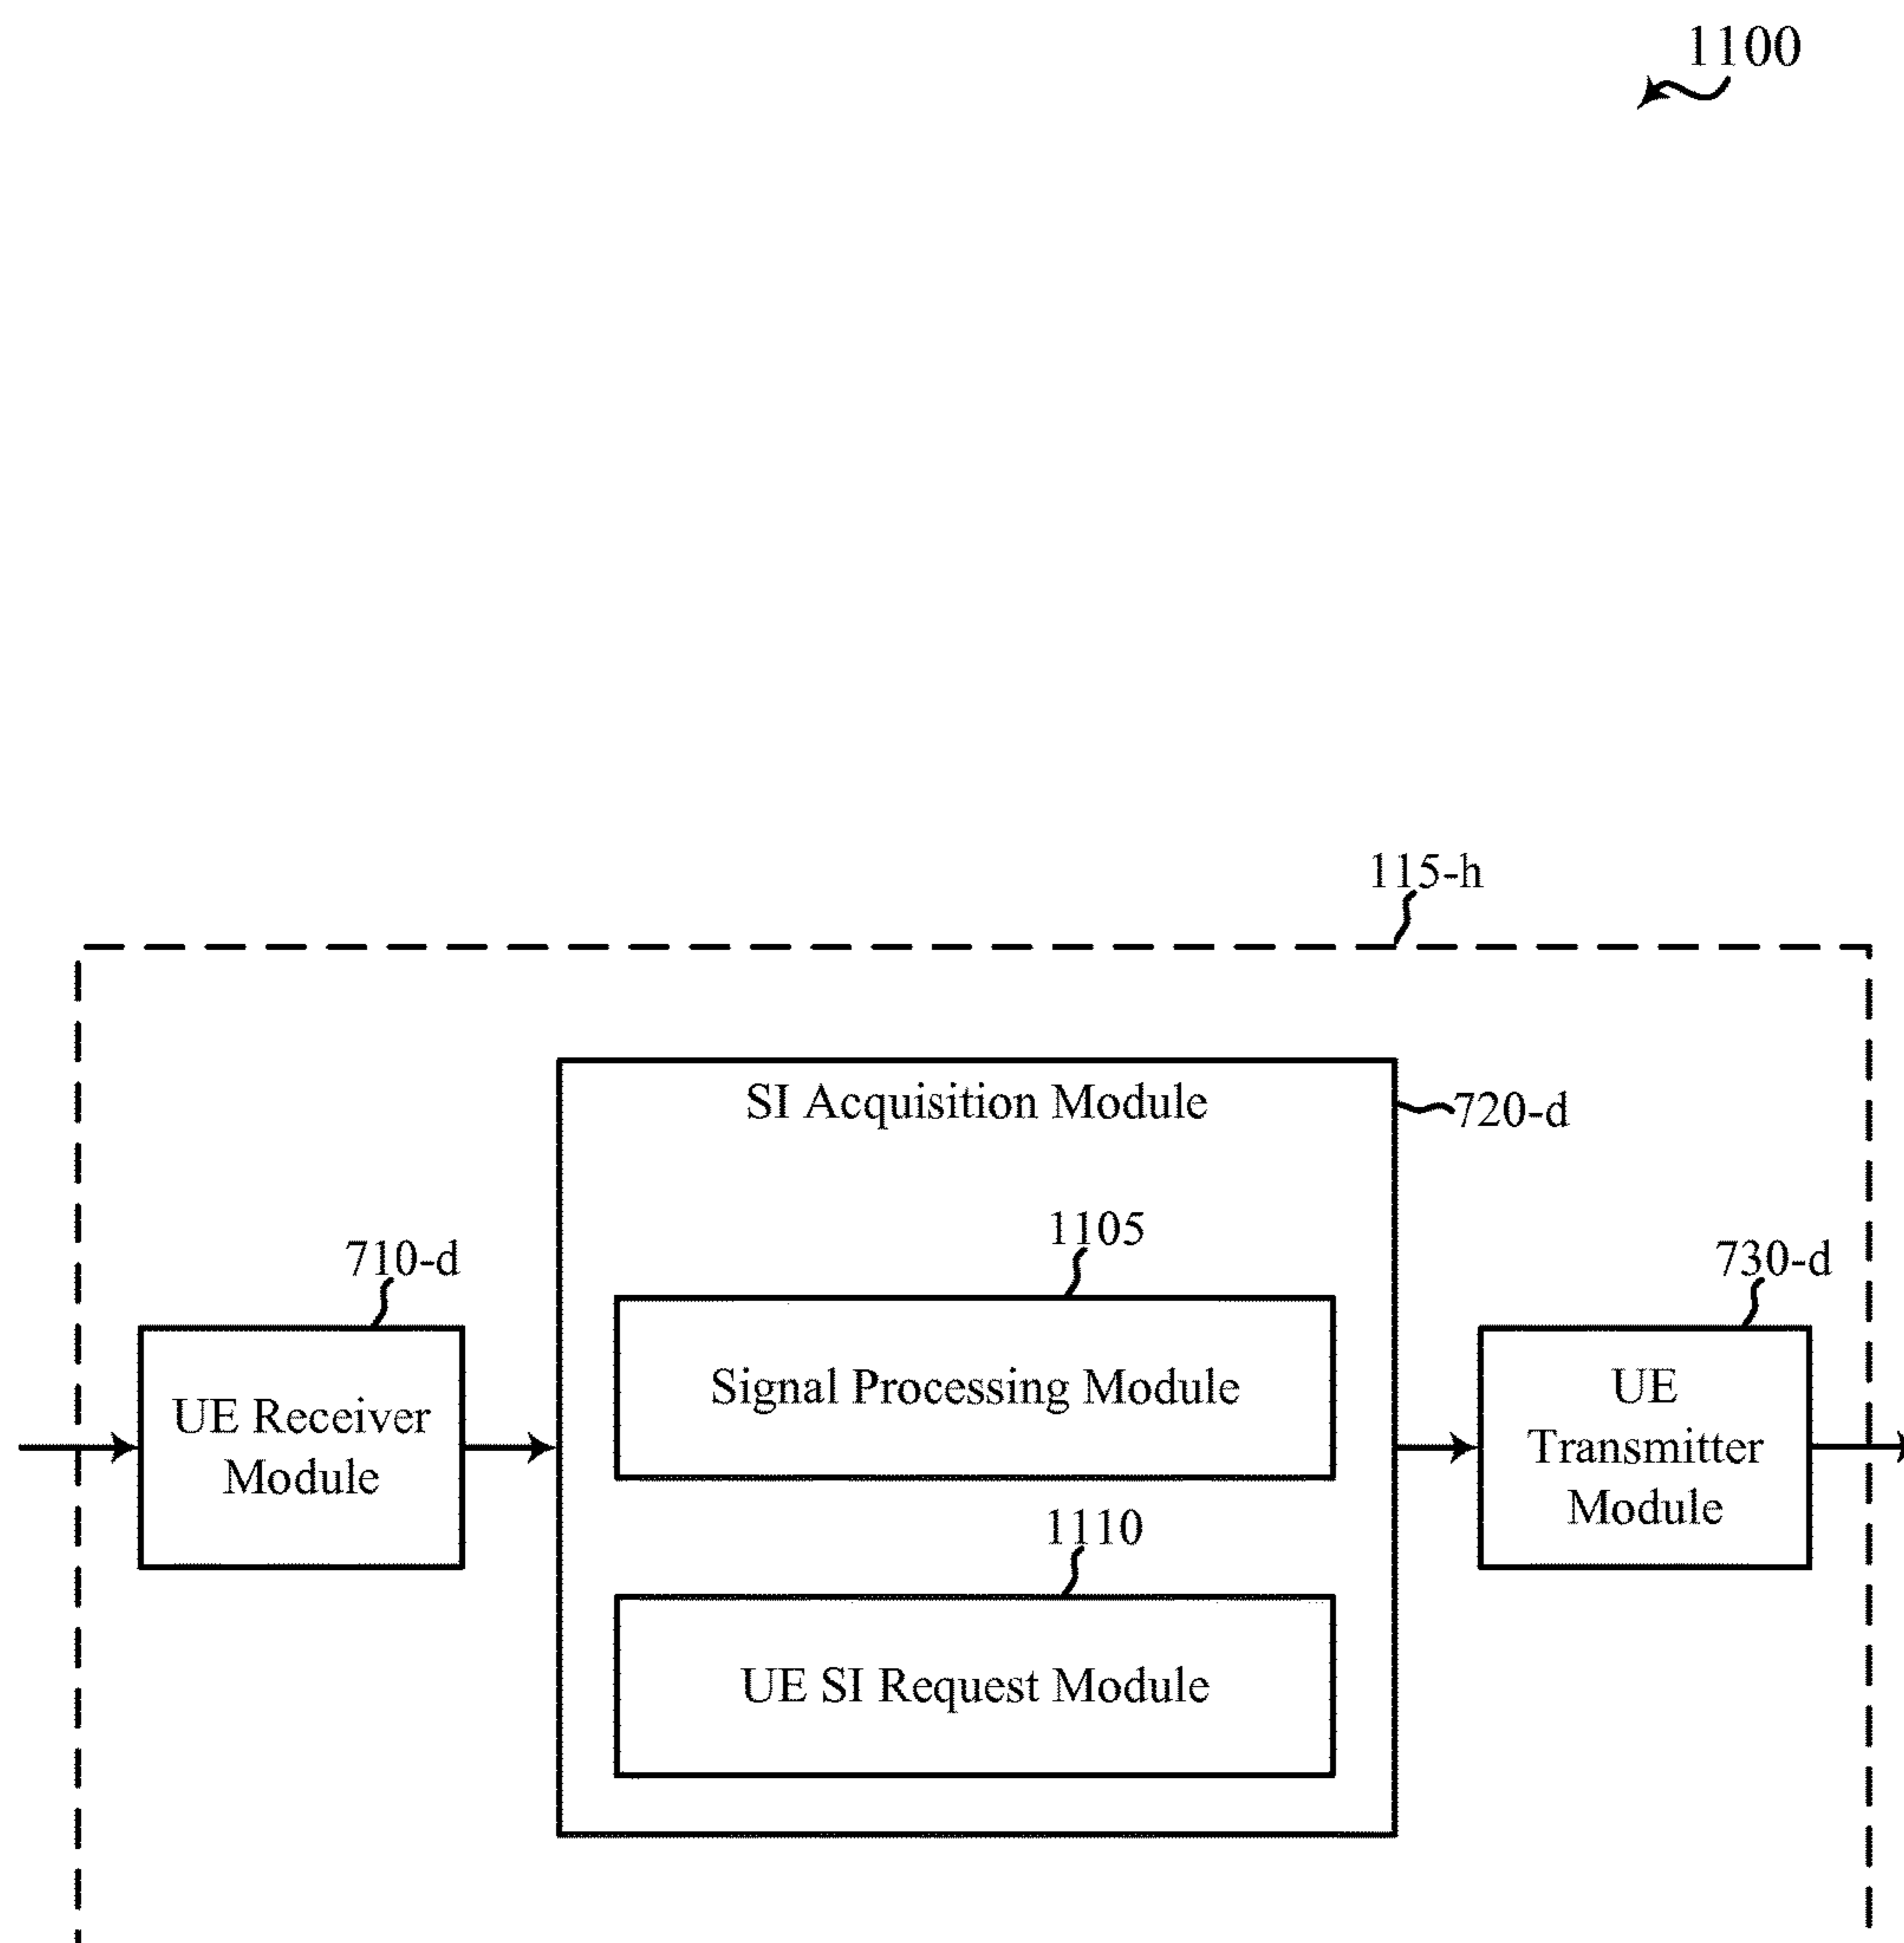 1100
115-h
SI Acquisition Module
720-d
1105
710-d
730-d
Signal Processing Module
UE Receiver
Module
UE
Transmitter
Module
1110
UE SI Request Module